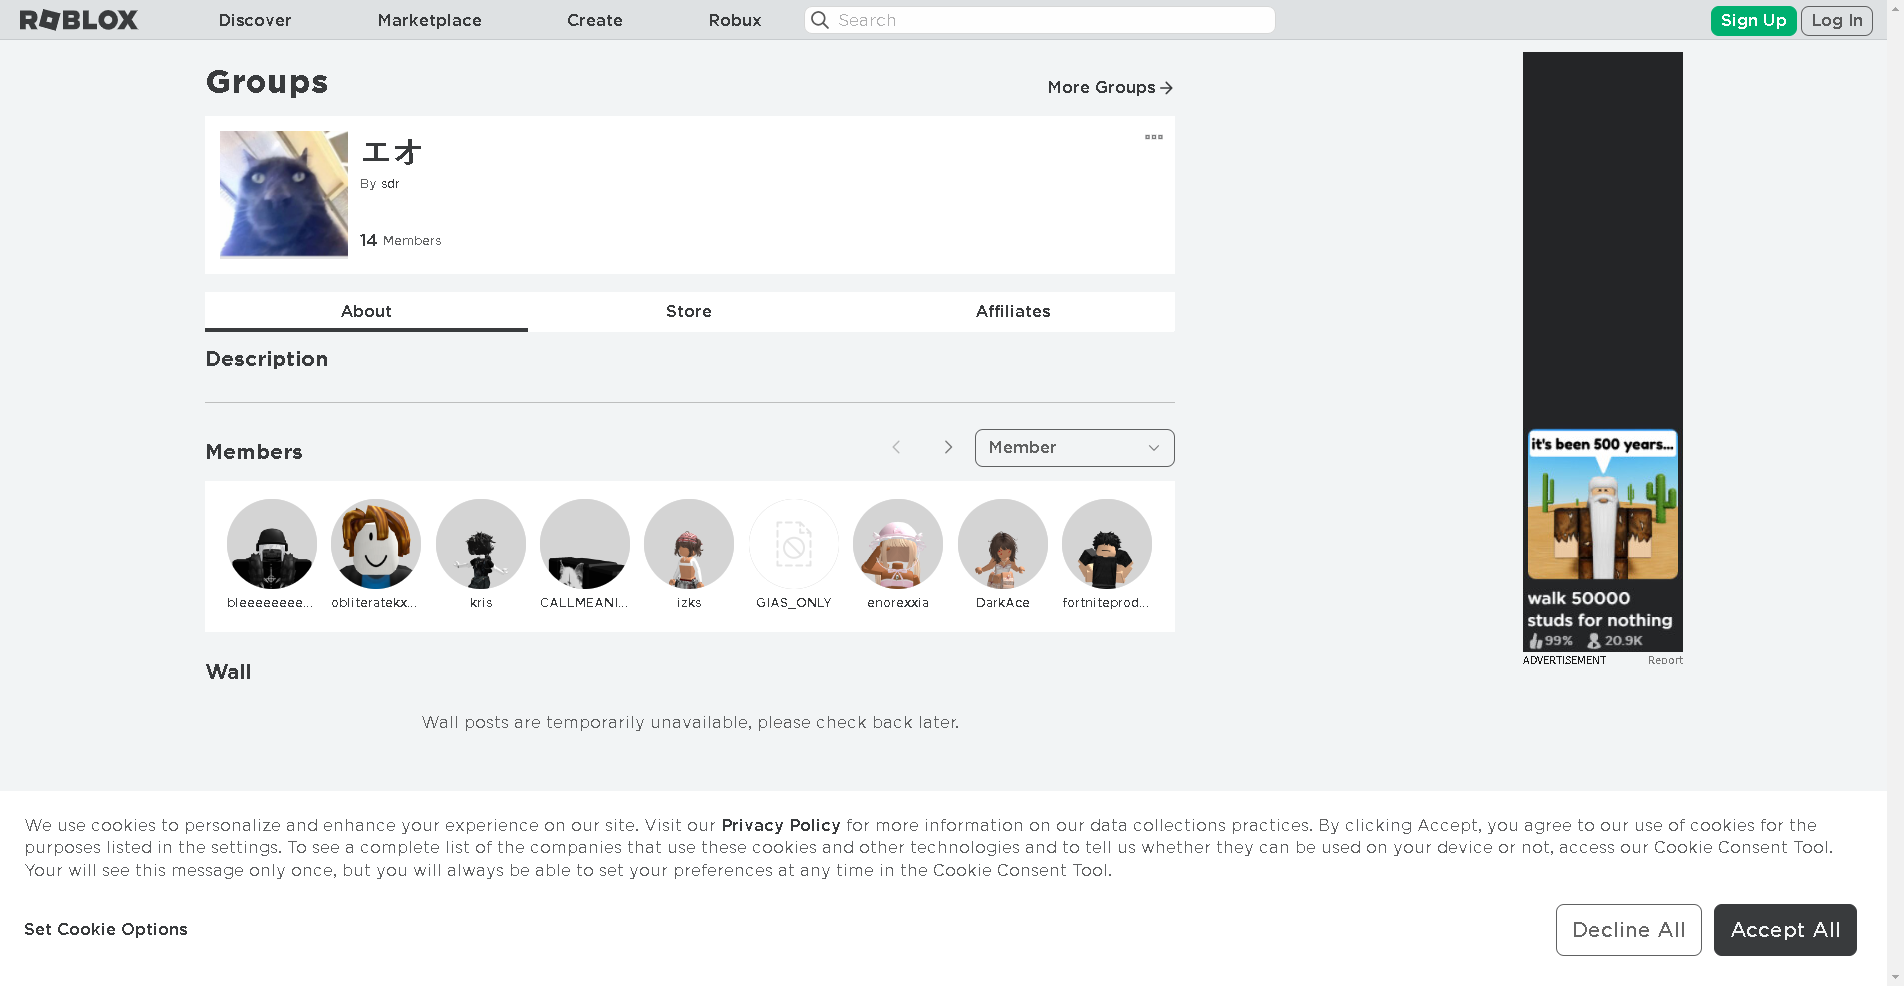 ROBLOX
Discover
Marketplace
Create
Robux
Search
Sign Up
Log In
Groups
More Groups
エオ
By sdr
14 Members
About
Store
Affiliates
Description
Members
Member
bleeeeeeee...
obliteratekx...
kris
CALLMEANI...
izks
GIAS_ONLY
enorexxia
DarkAce
fortniteprod...
Wall
Wall posts are temporarily unavailable, please check back later.
it's been 500 years...
walk 50000
studs for nothing
99% 20.9K
ADVERTISEMENT
Report
We use cookies to personalize and enhance your experience on our site. Visit our Privacy Policy for more information on our data collections practices. By clicking Accept, you agree to our use of cookies for the
purposes listed in the settings. To see a complete list of the companies that use these cookies and other technologies and to tell us whether they can be used on your device or not, access our Cookie Consent Tool.
Your will see this message only once, but you will always be able to set your preferences at any time in the Cookie Consent Tool.
Set Cookie Options
Decline All
Accept All